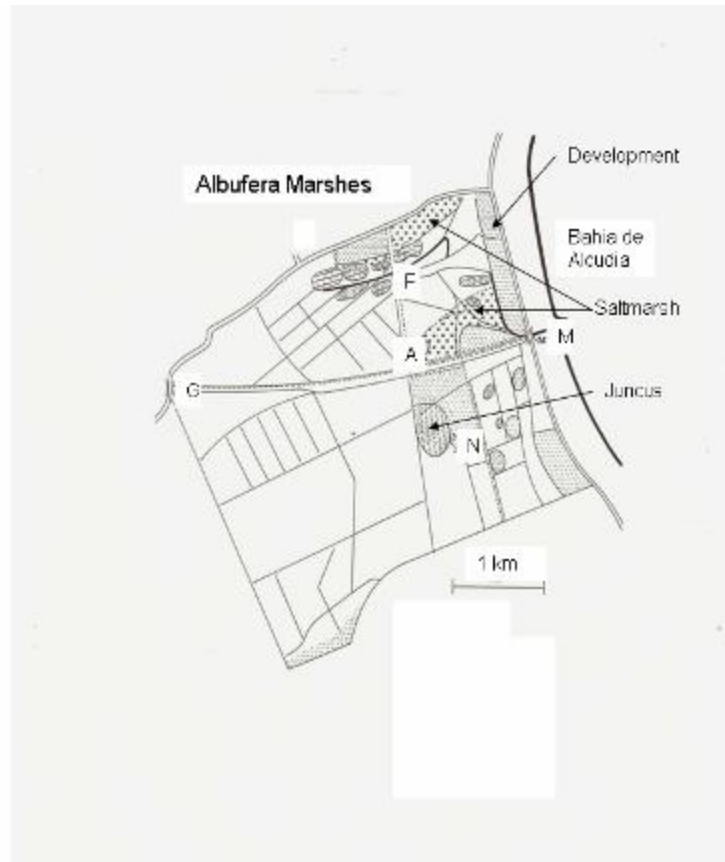 Development
Albufera Marshes
Bahia de
Alcudia
F
Saltmarsh
M
A
G
Juncus
N
1 km